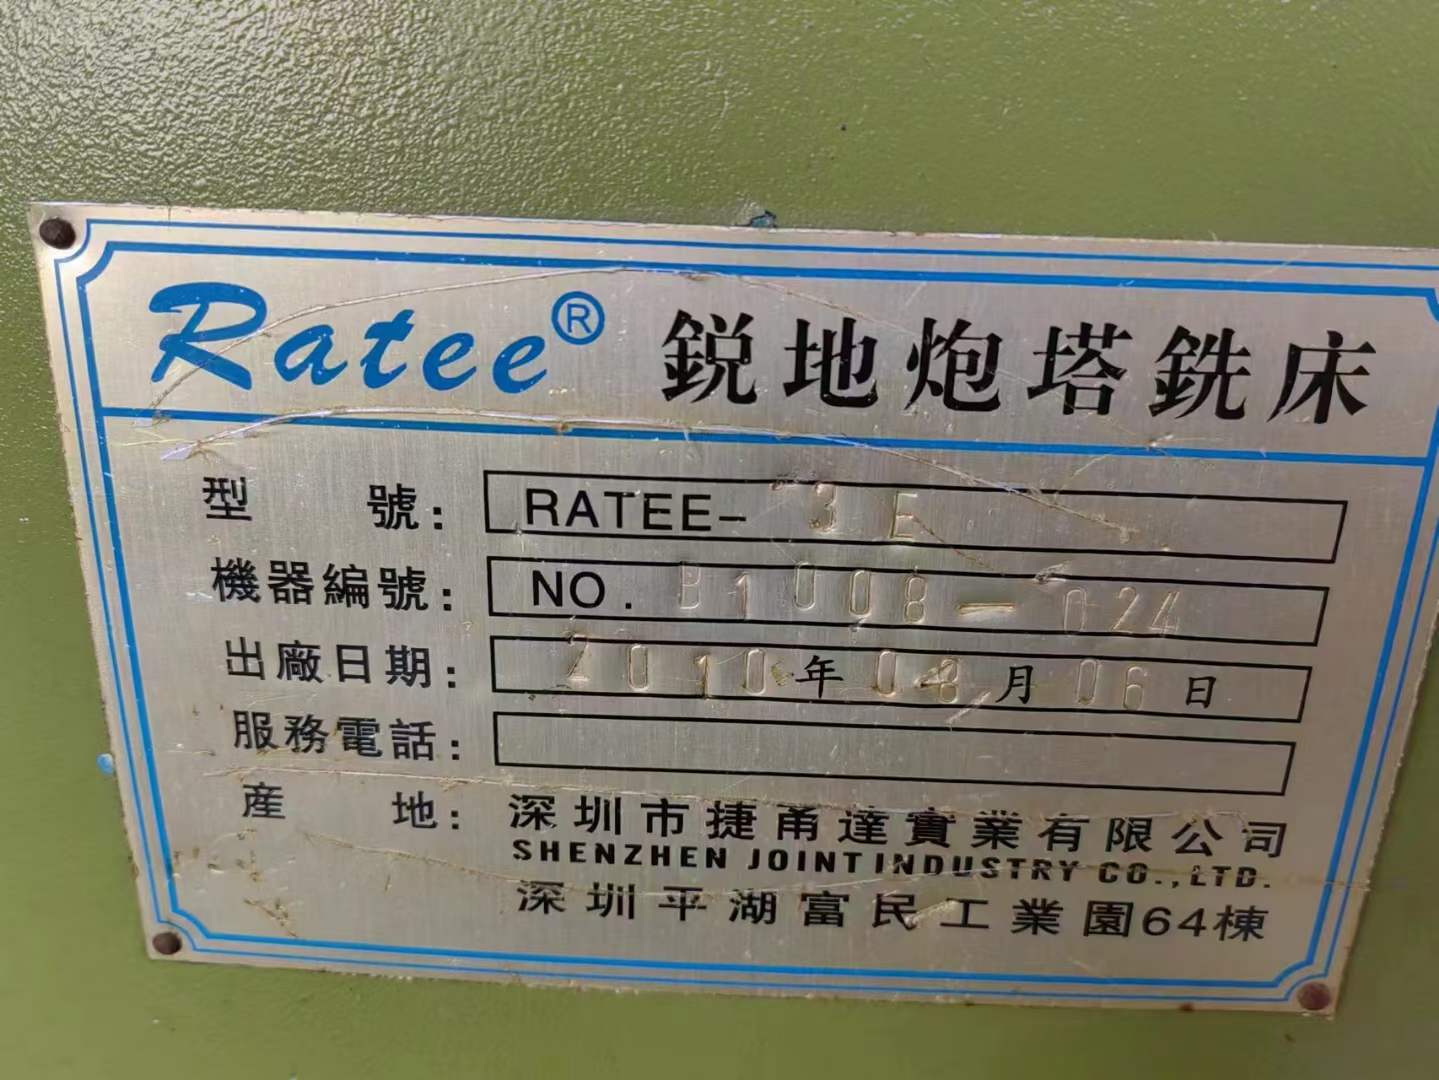 Ratee® 銳地炮塔銑床
型 號: RATEE- 3 E
機器編號: NO. B1008-024
出廠日期: 2010年08月06日
服務電話:
産 地: 深圳市捷甬達實業有限公司
SHENZHEN JOINT INDUSTRY CO.,LTD.
深圳平湖富民工業園64棟